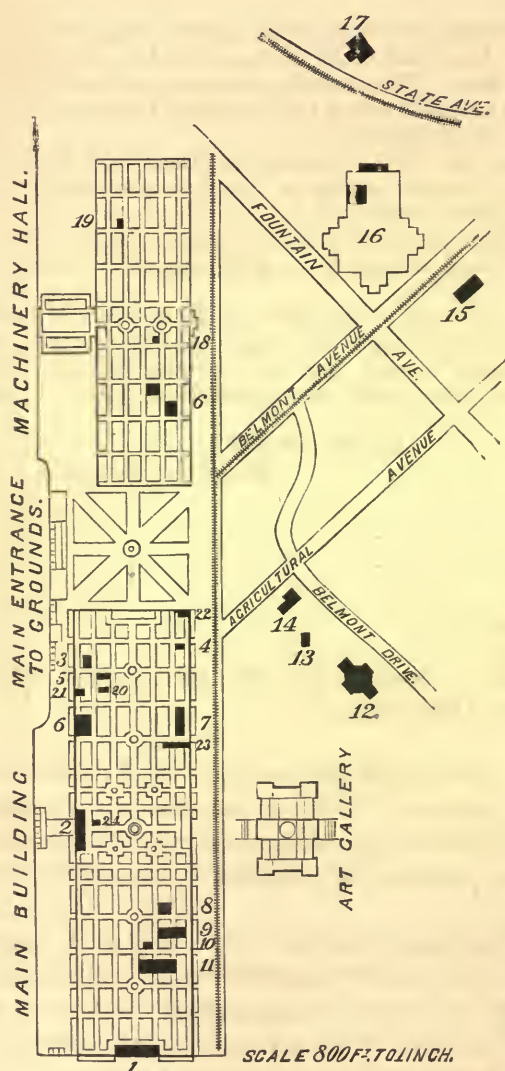 17
STATE AVE.
MACHINERY HALL.
19
FOUNTAIN
AVE.
16
15
18
BELMONT AVENUE
6
AGRICULTURAL AVENUE
MAIN ENTRANCE
TO GROUNDS.
BELMONT DRIVE.
22
14
4
13
3
5
20
21
12
6
7
23
MAIN BUILDING
2
24
ART GALLERY
8
9
10
11
1
SCALE 800 FT. TO 1 INCH.